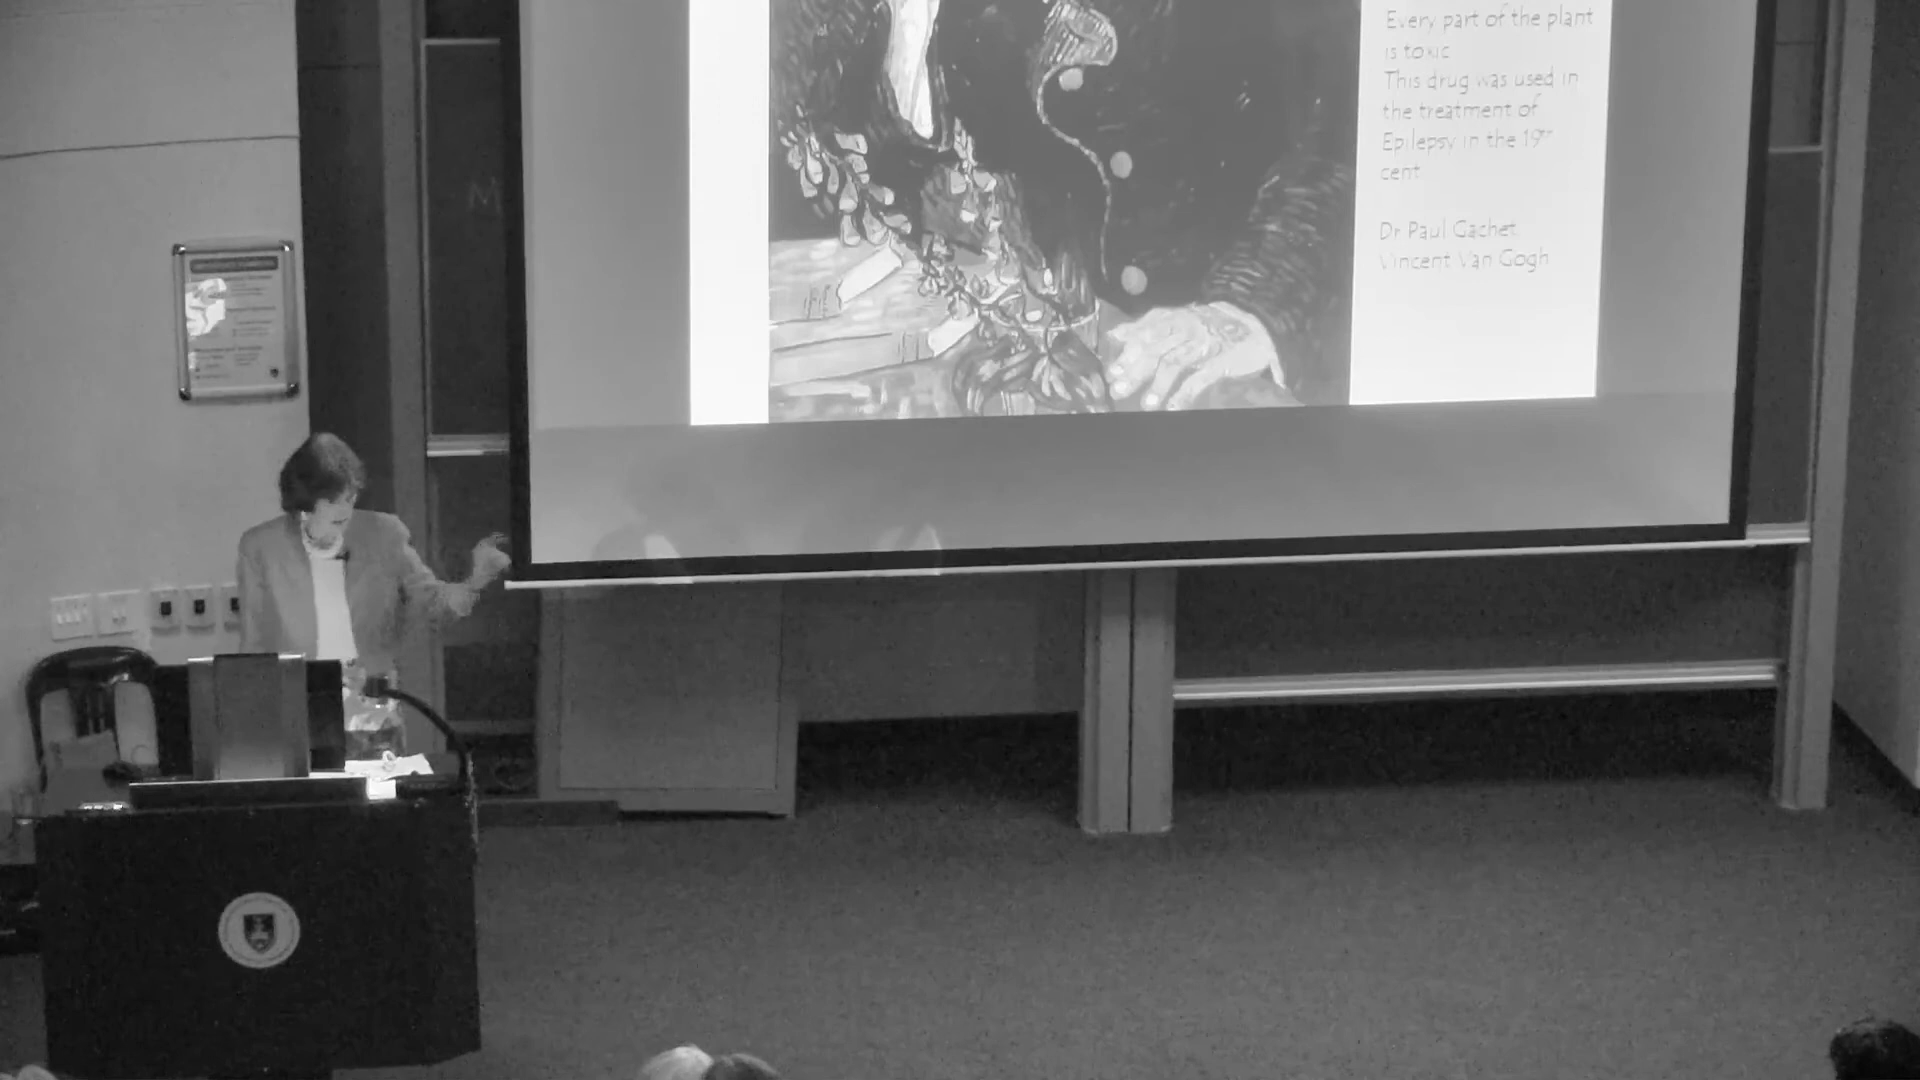 Every part of the plant
is toxic
This drug was used in
the treatment of
Epilepsy in the 19th
cent.
Dr Paul Gachet,
Vincent Van Gogh
M